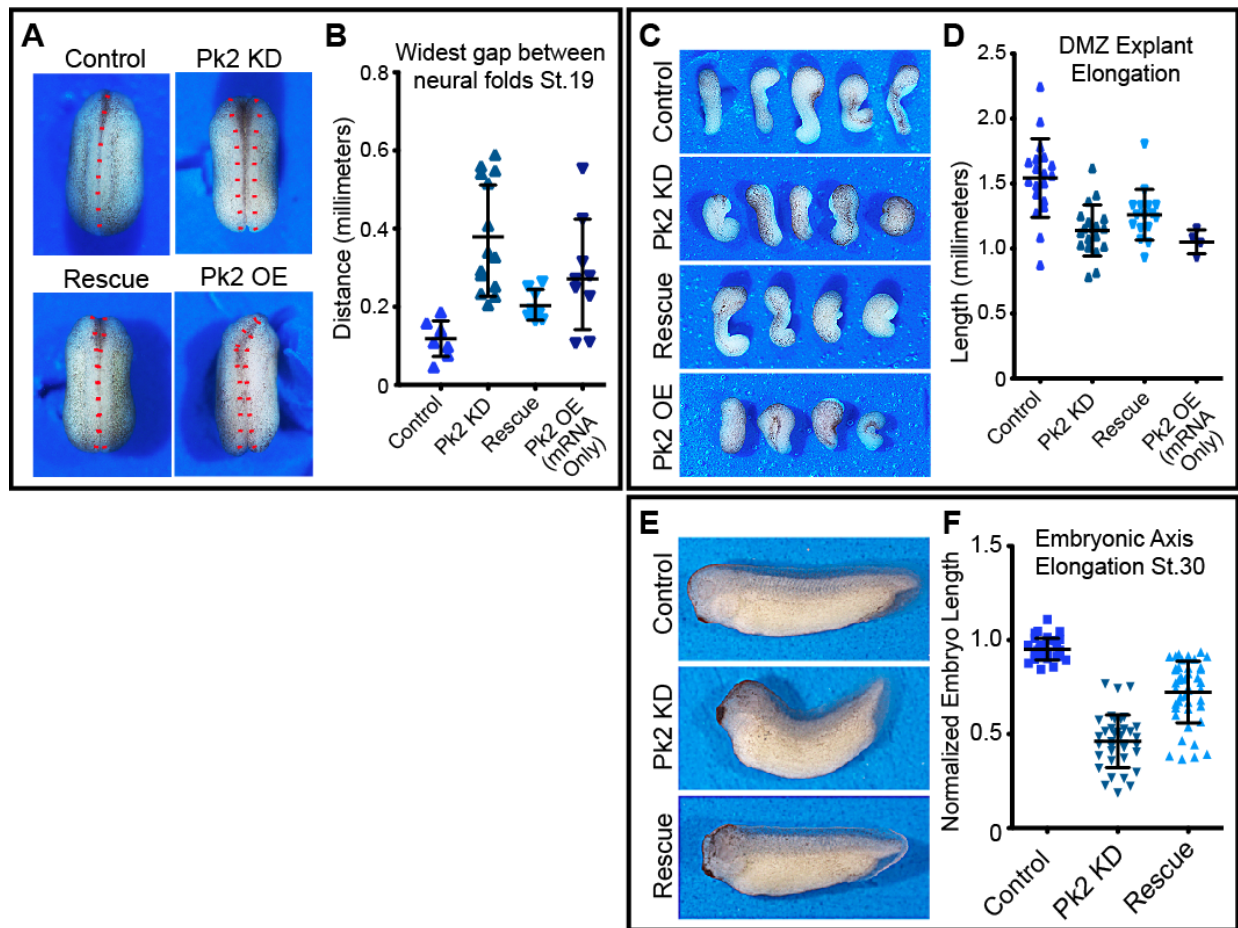 A
Control
Pk2 KD
Rescue
Pk2 OE
B
Widest gap between
neural folds St.19
Distance (millimeters)
0.8
0.6
0.4
0.2
0
Control
Pk2 KD
Rescue
Pk2 OE
(mRNA
Only)
C
Control
Pk2 KD
Rescue
Pk2 OE
D
DMZ Explant
Elongation
Length (millimeters)
2.5
2.0
1.5
1.0
0.5
0
Control
Pk2 KD
Rescue
Pk2 OE
(mRNA
Only)
E
Control
Pk2 KD
Rescue
F
Embryonic Axis
Elongation St.30
Normalized Embryo Length
1.5
1.0
0.5
0
Control
Pk2 KD
Rescue